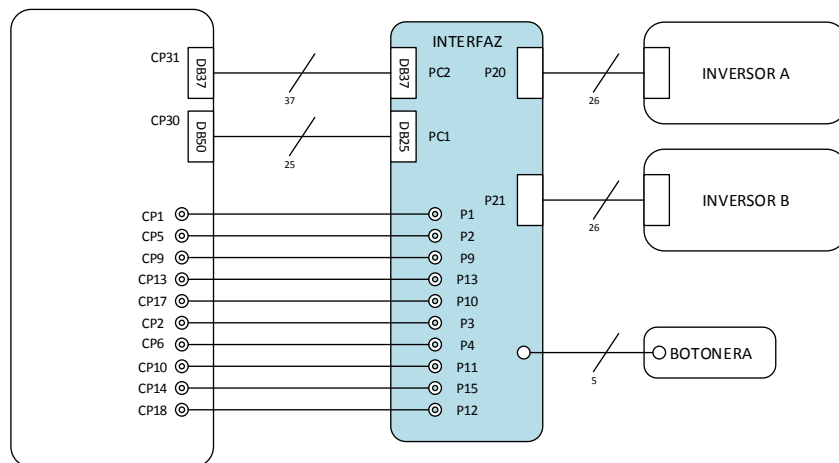 INTERFAZ
CP31 DB37 37 DB37 PC2 P20 26 INVERSOR A
CP30 DB50 25 DB25 PC1
P21 26 INVERSOR B
CP1 P1
CP5 P2
CP9 P9
CP13 P13
CP17 P10
CP2 P3
CP6 P4
5 BOTONERA
CP10 P11
CP14 P15
CP18 P12